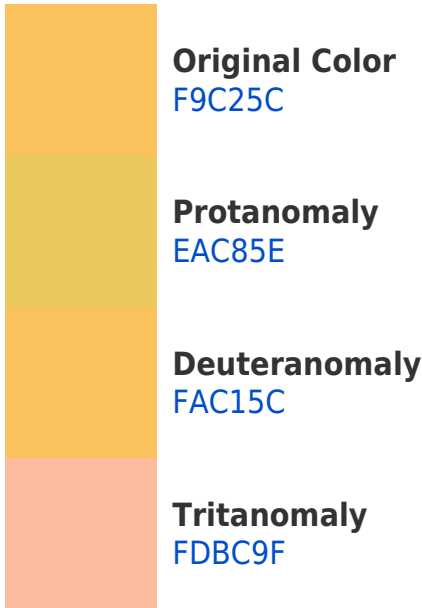 Original Color
F9C25C
Protanomaly
EAC85E
Deuteranomaly
FAC15C
Tritanomaly
FDBC9F